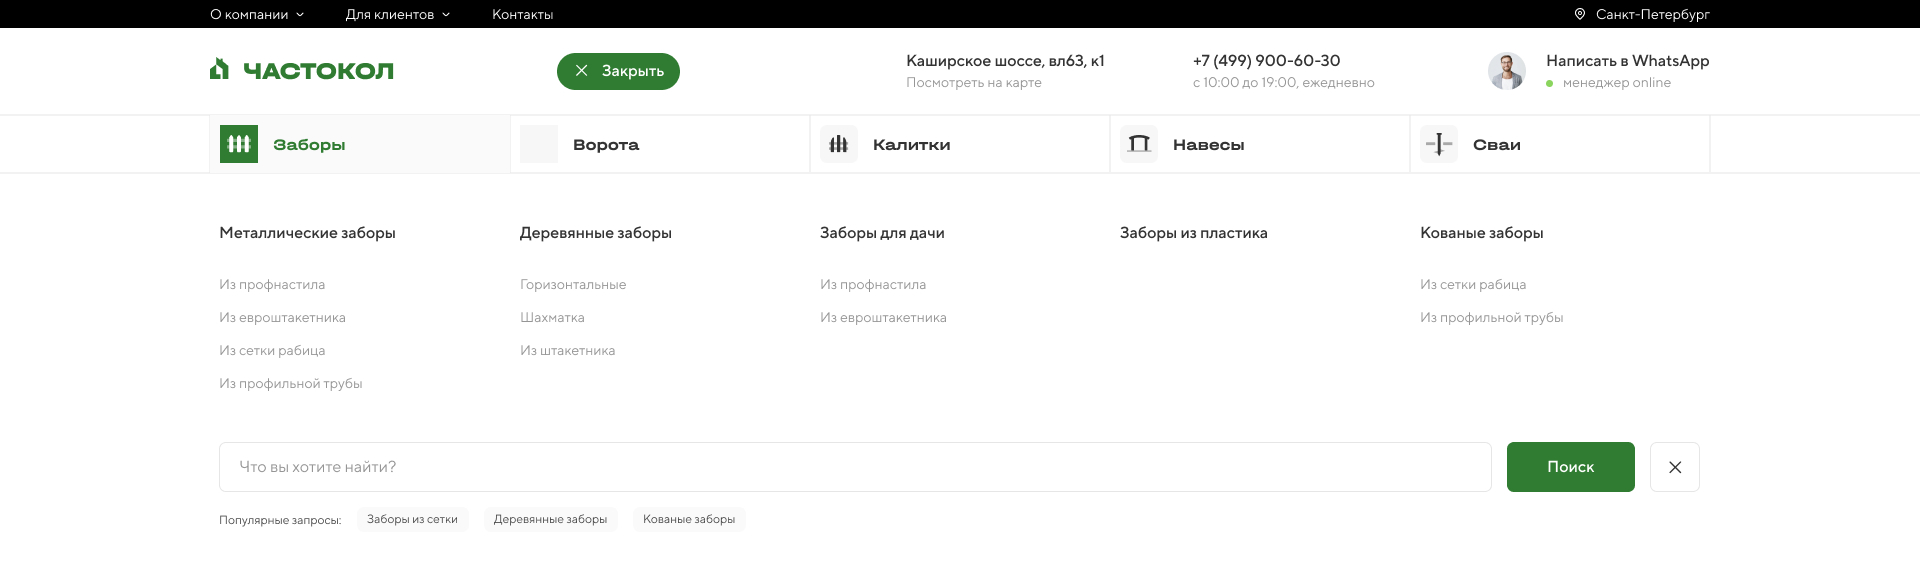 О компании Для клиентов Контакты Санкт-Петербург
ЧАСТОКОЛ Закрыть Каширское шоссе, вл63, к1 +7 (499) 900-60-30 Написать в WhatsApp
Посмотреть на карте с 10:00 до 19:00, ежедневно менеджер online
Заборы Ворота Калитки Навесы Сваи
Металлические заборы Деревянные заборы Заборы для дачи Заборы из пластика Кованые заборы
Из профнастила Горизонтальные Из профнастила Из сетки рабица
Из евроштакетника Шахматка Из евроштакетника Из профильной трубы
Из сетки рабица Из штакетника
Из профильной трубы
Что вы хотите найти? Поиск
Популярные запросы: Заборы из сетки Деревянные заборы Кованые заборы